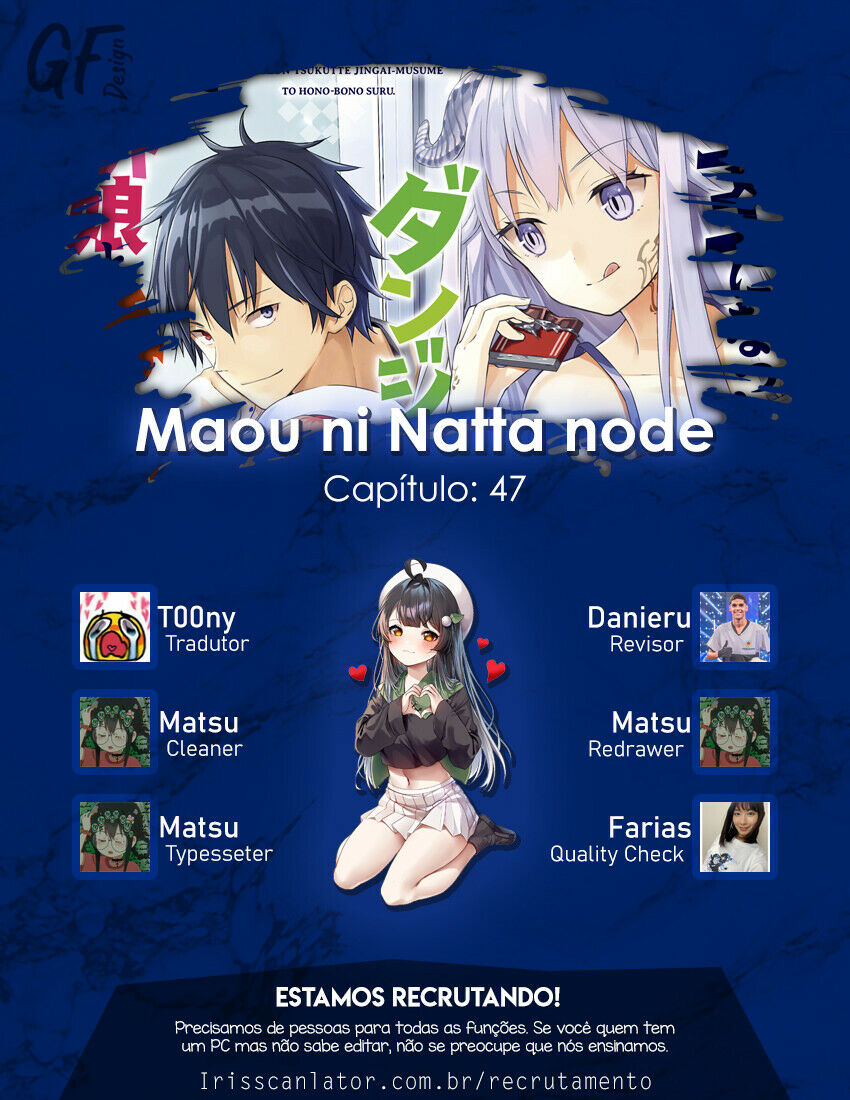 GF
Design
TSUKUTTE JINGAI-MUSUME
TO HONO-BONO SURU.
娘
ダンジ
Maou ni Natta node
Capítulo: 47
T00ny
Tradutor
Danieru
Revisor
Matsu
Cleaner
Matsu
Redrawer
Matsu
Typesseter
Farias
Quality Check
ESTAMOS RECRUTANDO!
Precisamos de pessoas para todas as funções. Se você quem tem
um PC mas não sabe editar, não se preocupe que nós ensinamos.
Irisscanlator.com.br/recrutamento